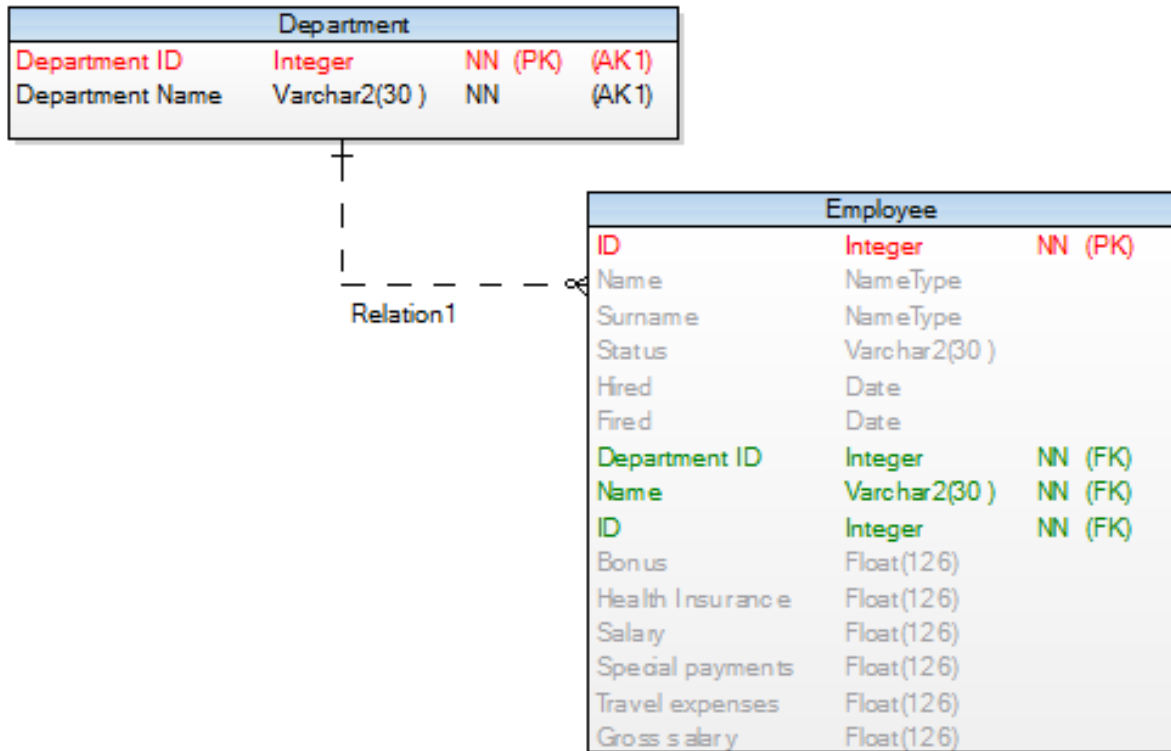 Department
Department ID Integer NN (PK) (AK1)
Department Name Varchar2(30 ) NN (AK1)
Relation1
Employee
ID Integer NN (PK)
Name NameType
Surname NameType
Status Varchar2(30 )
Hired Date
Fired Date
Department ID Integer NN (FK)
Name Varchar2(30 ) NN (FK)
ID Integer NN (FK)
Bonus Float(126)
Health Insurance Float(126)
Salary Float(126)
Special payments Float(126)
Travel expenses Float(126)
Gross salary Float(126)